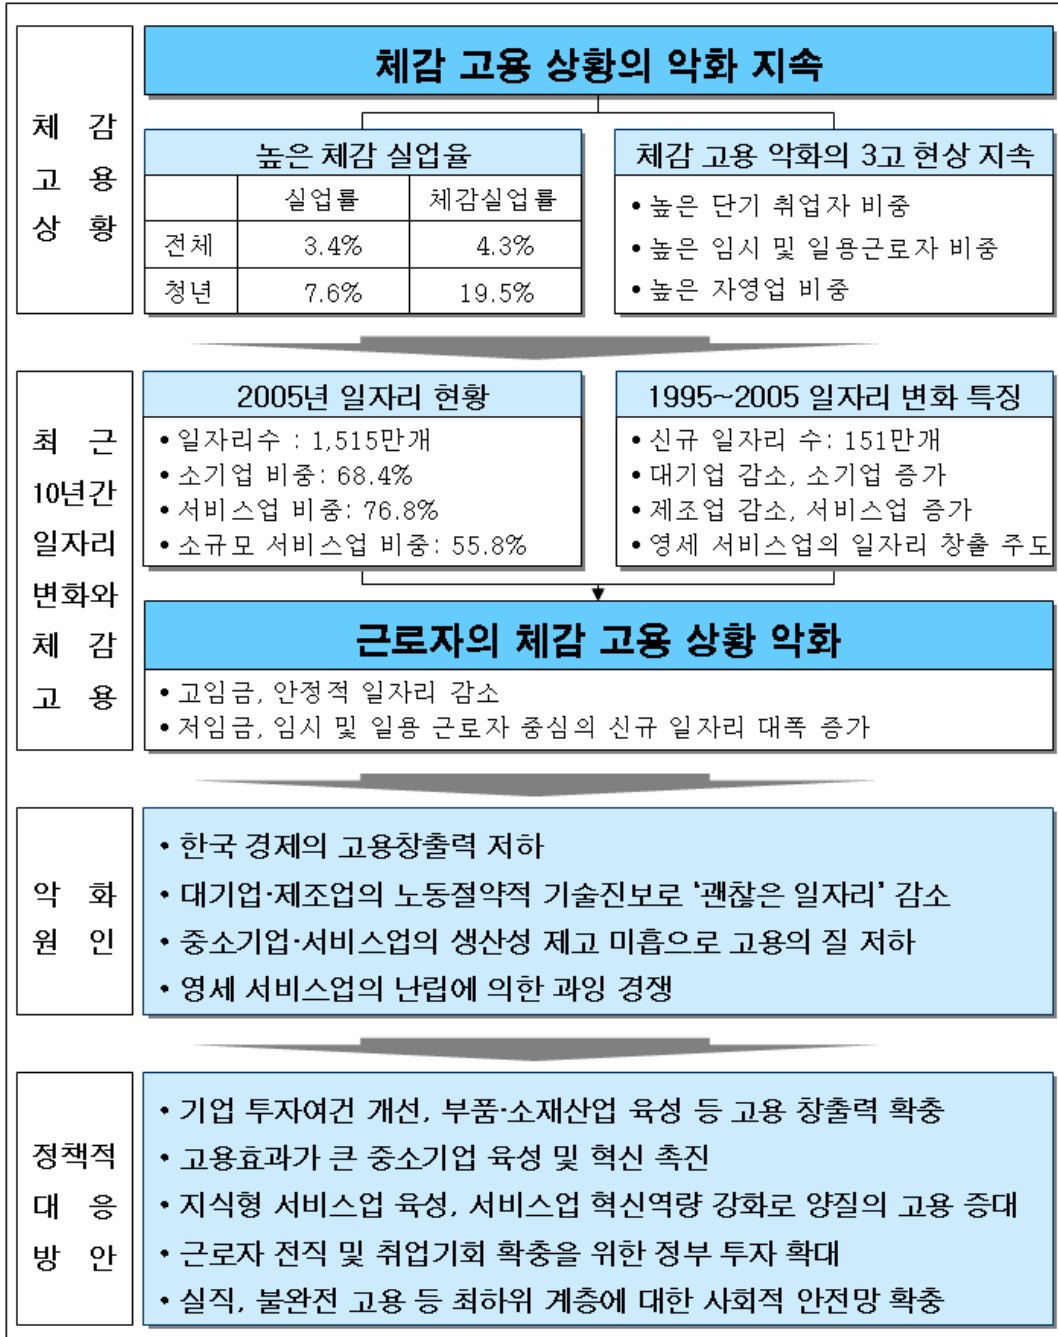 체감 고용 상황의 악화 지속
체 감
고 용
상 황
높은 체감 실업율
실업률 체감실업률
전체 3.4% 4.3%
청년 7.6% 19.5%
체감 고용 악화의 3고 현상 지속
• 높은 단기 취업자 비중
• 높은 임시 및 일용근로자 비중
• 높은 자영업 비중
최 근
10년간
일자리
변화와
체 감
고 용
2005년 일자리 현황
• 일자리수 : 1,515만개
• 소기업 비중: 68.4%
• 서비스업 비중: 76.8%
• 소규모 서비스업 비중: 55.8%
1995~2005 일자리 변화 특징
• 신규 일자리 수: 151만개
• 대기업 감소, 소기업 증가
• 제조업 감소, 서비스업 증가
• 영세 서비스업의 일자리 창출 주도
근로자의 체감 고용 상황 악화
• 고임금, 안정적 일자리 감소
• 저임금, 임시 및 일용 근로자 중심의 신규 일자리 대폭 증가
악 화
원 인
• 한국 경제의 고용창출력 저하
• 대기업·제조업의 노동절약적 기술진보로 ‘괜찮은 일자리’ 감소
• 중소기업·서비스업의 생산성 제고 미흡으로 고용의 질 저하
• 영세 서비스업의 난립에 의한 과잉 경쟁
정책적
대 응
방 안
• 기업 투자여건 개선, 부품·소재산업 육성 등 고용 창출력 확충
• 고용효과가 큰 중소기업 육성 및 혁신 촉진
• 지식형 서비스업 육성, 서비스업 혁신역량 강화로 양질의 고용 증대
• 근로자 전직 및 취업기회 확충을 위한 정부 투자 확대
• 실직, 불완전 고용 등 최하위 계층에 대한 사회적 안전망 확충